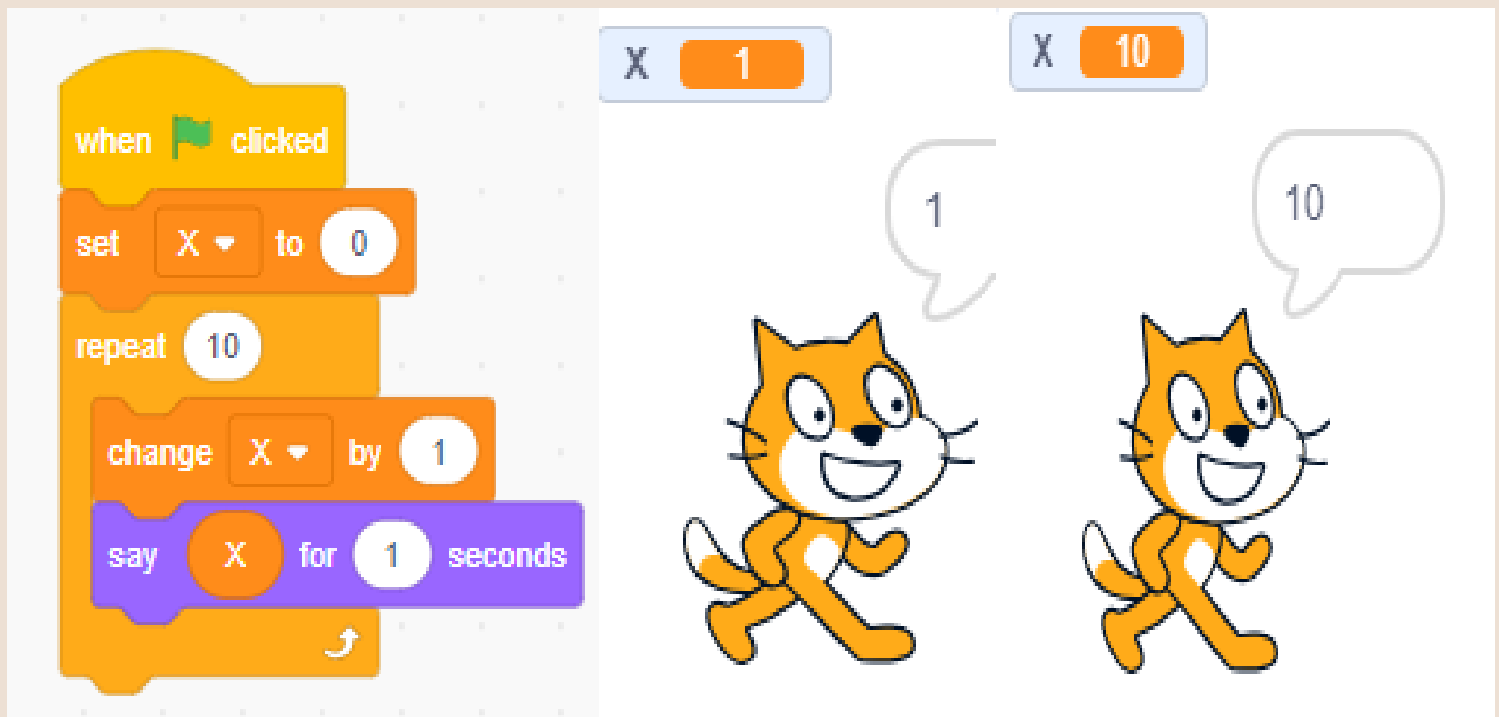 when clicked
set X to 0
repeat 10
change X by 1
say X for 1 seconds
X 1
1
X 10
10